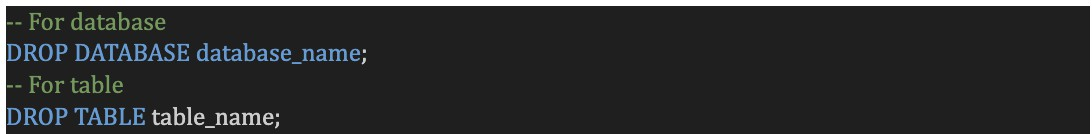 -- For database
DROP DATABASE database_name;
-- For table
DROP TABLE table_name;